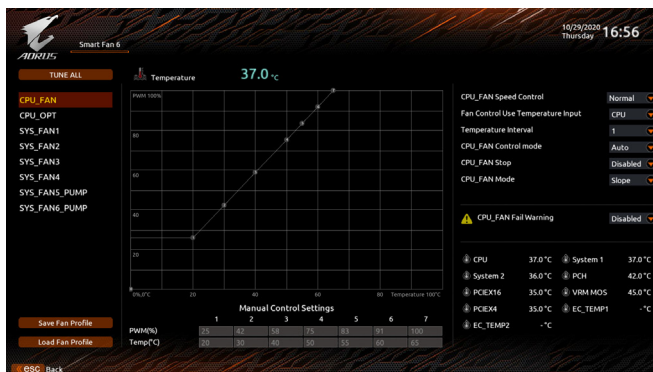 10/29/2020
Thursday 16:56
Smart Fan 6
AORUS
TUNE ALL
Temperature 37.0 °C
CPU_FAN
CPU_OPT
SYS_FAN1
SYS_FAN2
SYS_FAN3
SYS_FAN4
SYS_FAN5_PUMP
SYS_FAN6_PUMP
PWM 100%
80
60
40
20
0%,0°C 20 40 60 80 Temperature 100°C
CPU_FAN Speed Control Normal
Fan Control Use Temperature Input CPU
Temperature Interval 1
CPU_FAN Control mode Auto
CPU_FAN Stop Disabled
CPU_FAN Mode Slope
CPU_FAN Fail Warning Disabled
CPU 37.0°C System 1 37.0°C
System 2 36.0°C PCH 42.0°C
PCIEX16 35.0°C VRM MOS 45.0°C
PCIEX4 35.0°C EC_TEMP1 -°C
EC_TEMP2 -°C
Manual Control Settings
1 2 3 4 5 6 7
PWM(%) 25 42 58 75 83 91 100
Temp(°C) 20 30 40 50 55 60 65
Save Fan Profile
Load Fan Profile
esc Back